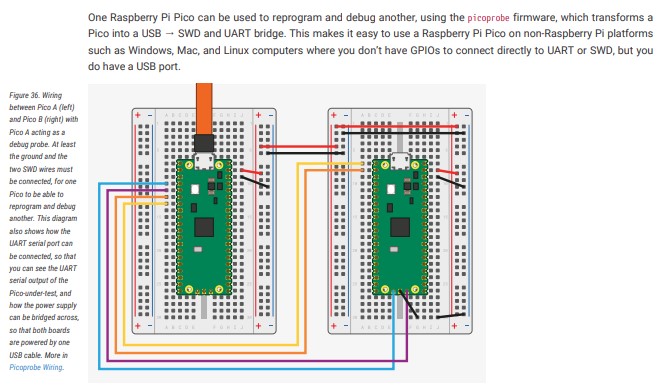 One Raspberry Pi Pico can be used to reprogram and debug another, using the picoprobe firmware, which transforms a
Pico into a USB → SWD and UART bridge. This makes it easy to use a Raspberry Pi Pico on non-Raspberry Pi platforms
such as Windows, Mac, and Linux computers where you don't have GPIOs to connect directly to UART or SWD, but you
do have a USB port.
Figure 36. Wiring
between Pico A (left)
and Pico B (right) with
Pico A acting as a
debug probe. At least
the ground and the
two SWD wires must
be connected, for one
Pico to be able to
reprogram and debug
another. This diagram
also shows how the
UART serial port can
be connected, so that
you can see the UART
serial output of the
Pico-under-test, and
how the power supply
can be bridged across,
so that both boards
are powered by one
USB cable. More in
Picoprobe Wiring.